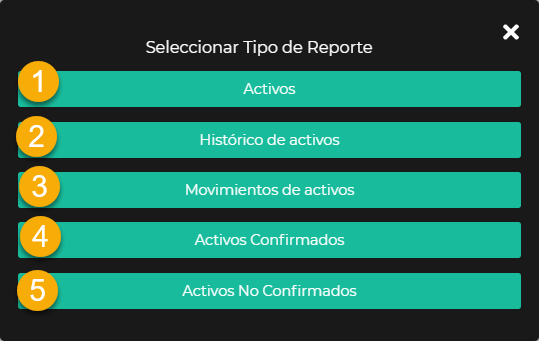 Seleccionar Tipo de Reporte
1 Activos
2 Histórico de activos
3 Movimientos de activos
4 Activos Confirmados
5 Activos No Confirmados